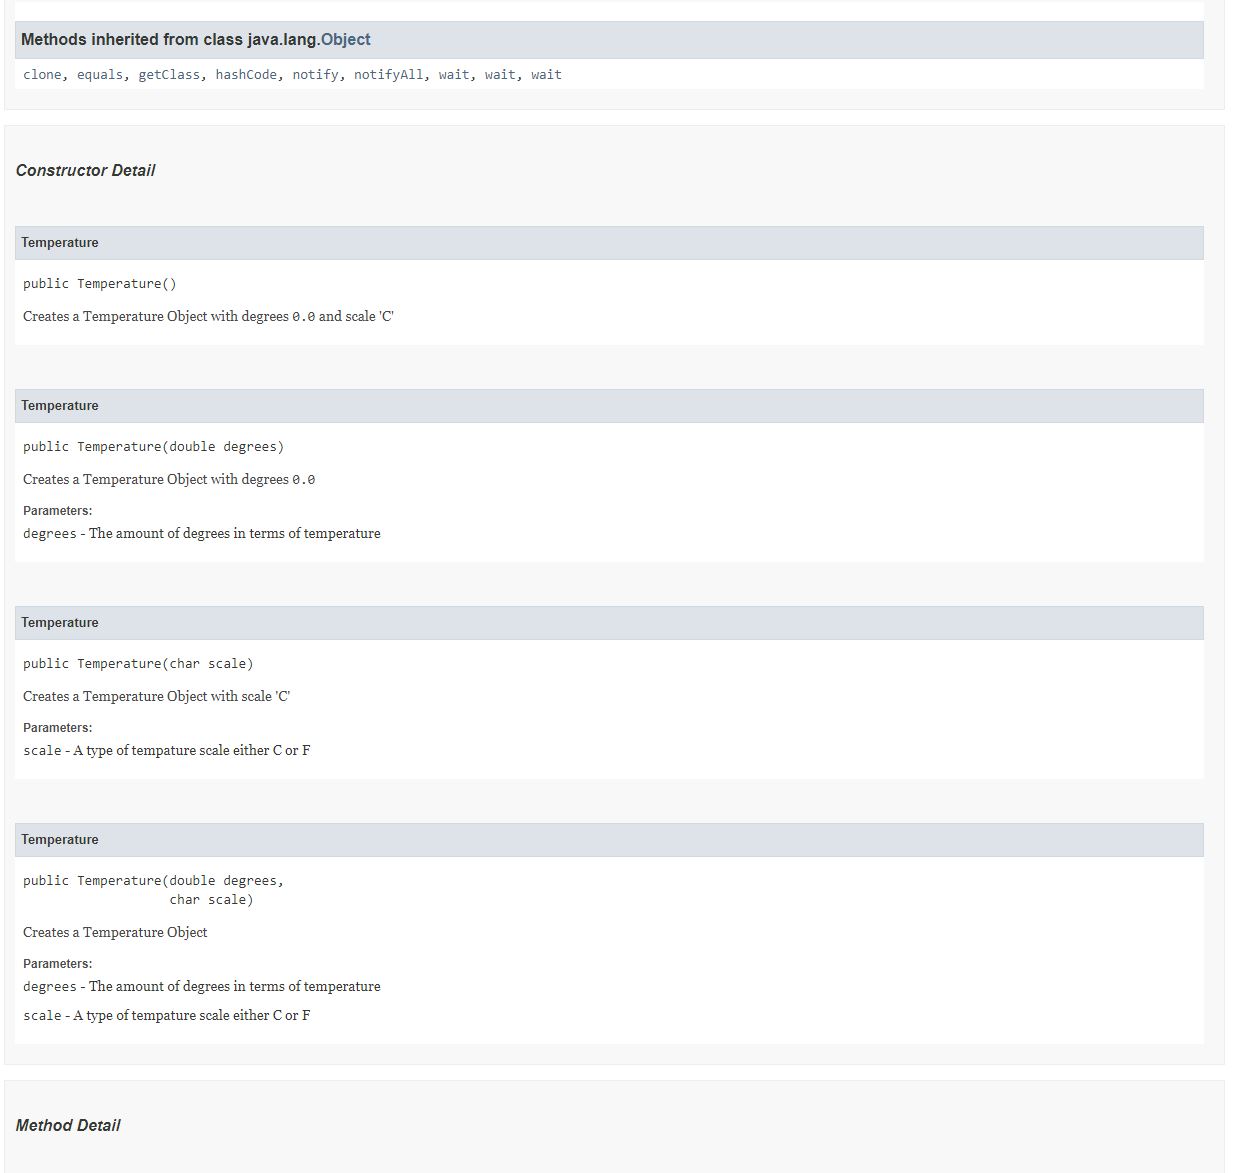 Methods inherited from class java.lang.Object
clone, equals, getClass, hashCode, notify, notifyAll, wait, wait, wait
Constructor Detail
Temperature
public Temperature()
Creates a Temperature Object with degrees 0.0 and scale 'C'
Temperature
public Temperature(double degrees)
Creates a Temperature Object with degrees 0.0
Parameters:
degrees - The amount of degrees in terms of temperature
Temperature
public Temperature(char scale)
Creates a Temperature Object with scale 'C'
Parameters:
scale - A type of tempature scale either C or F
Temperature
public Temperature(double degrees,
char scale)
Creates a Temperature Object
Parameters:
degrees - The amount of degrees in terms of temperature
scale - A type of tempature scale either C or F
Method Detail